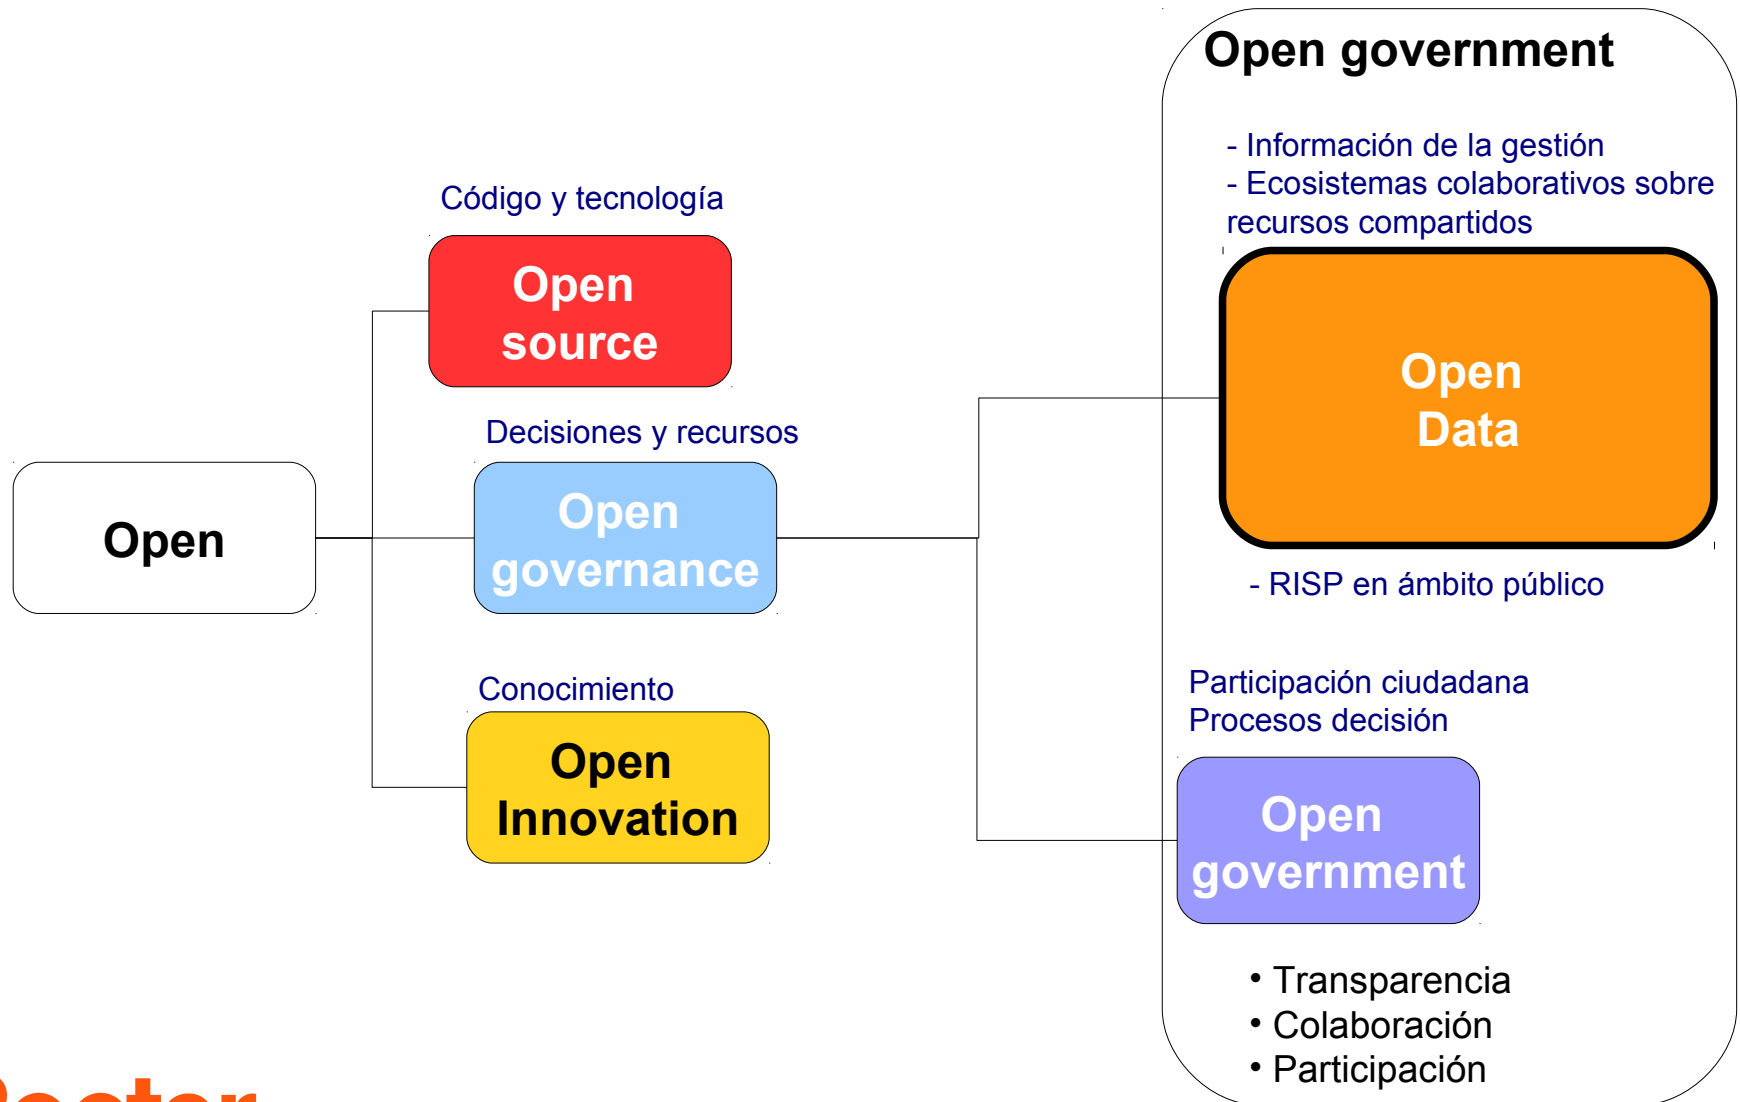 Open government
- Información de la gestión
- Ecosistemas colaborativos sobre
recursos compartidos
Código y tecnología
Open
source
Open
Data
Decisiones y recursos
Open
Open
governance
- RISP en ámbito público
Conocimiento
Open
Innovation
Participación ciudadana
Procesos decisión
Open
government
• Transparencia
• Colaboración
• Participación